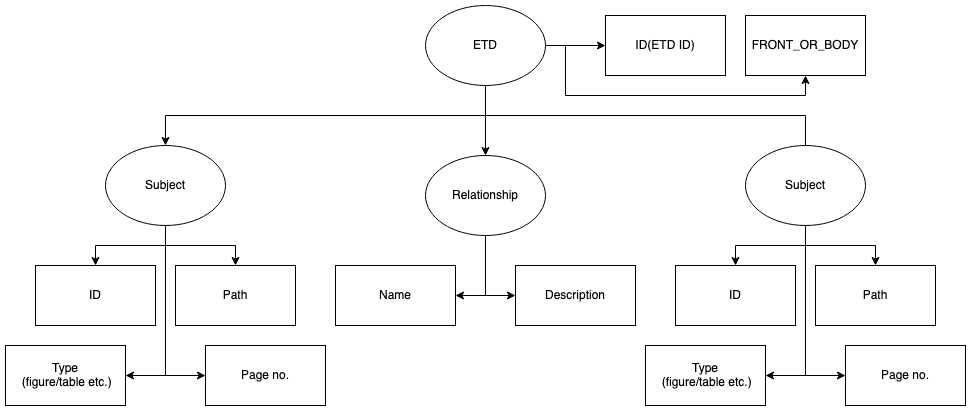 ETD
ID(ETD ID)
FRONT_OR_BODY
Subject
Relationship
Subject
ID
Path
Name
Description
ID
Path
Type
(figure/table etc.)
Page no.
Type
(figure/table etc.)
Page no.